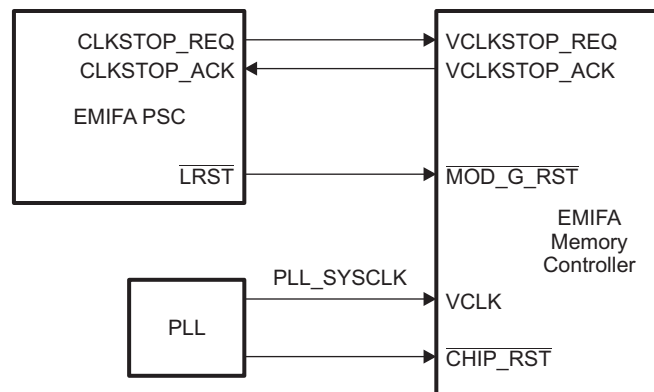 CLKSTOP_REQ
VCLKSTOP_REQ
CLKSTOP_ACK
VCLKSTOP_ACK
EMIFA PSC
LRST
MOD_G_RST
EMIFA
Memory
Controller
PLL_SYSCLK
VCLK
PLL
CHIP_RST